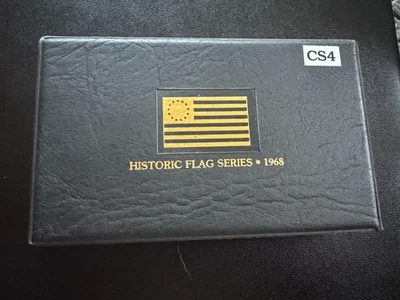 CS4
HISTORIC FLAG SERIES • 1968